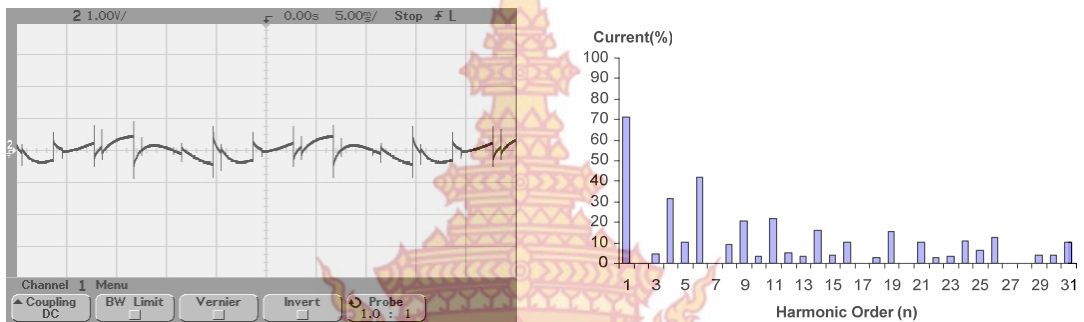 2 1.00V/ 0.00s 5.00m/ Stop L
2
Channel 1 Menu
Coupling BW Limit Vernier Invert Probe
DC 1.0 : 1
Current(%)
100
90
80
70
60
50
40
30
20
10
0
1 3 5 7 9 11 13 15 17 19 21 23 25 27 29 31
Harmonic Order (n)